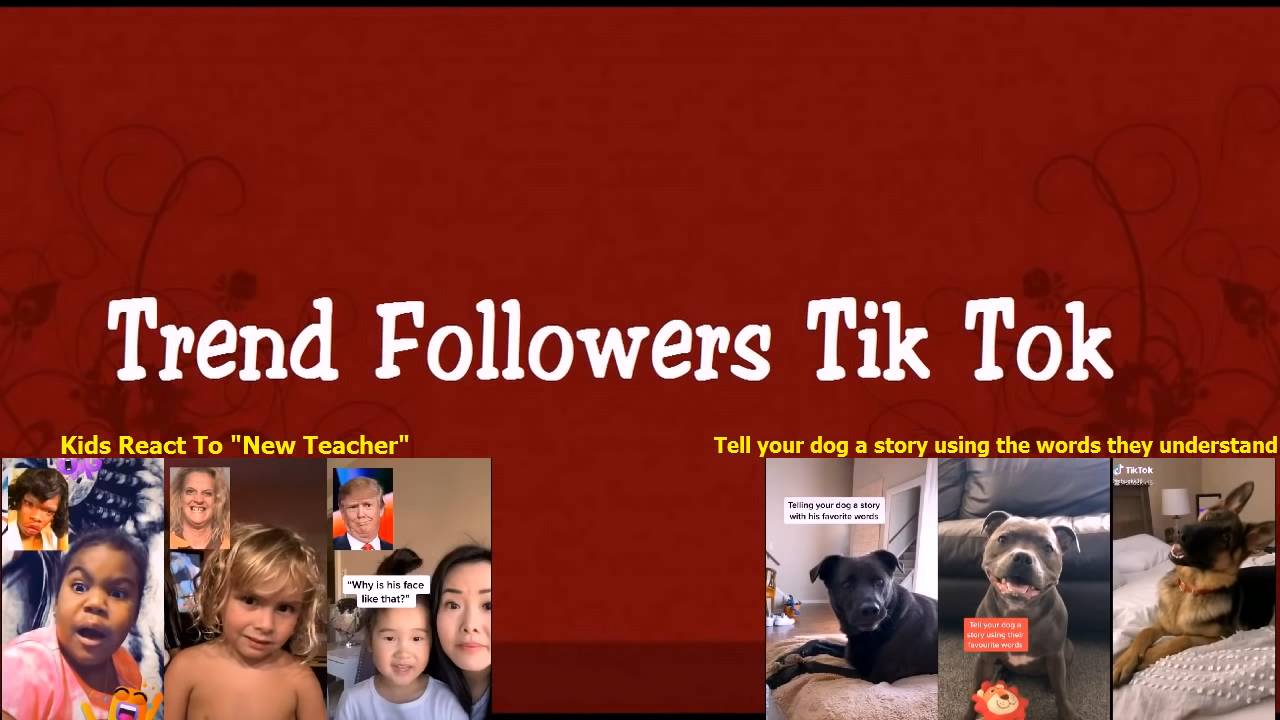 Trend Followers Tik Tok
Kids React To "New Teacher"
Tell your dog a story using the words they understand
"Why is his face
like that?"
Telling your dog a story
with his favorite words
Tell your dog a
story using their
favourite words
TikTok